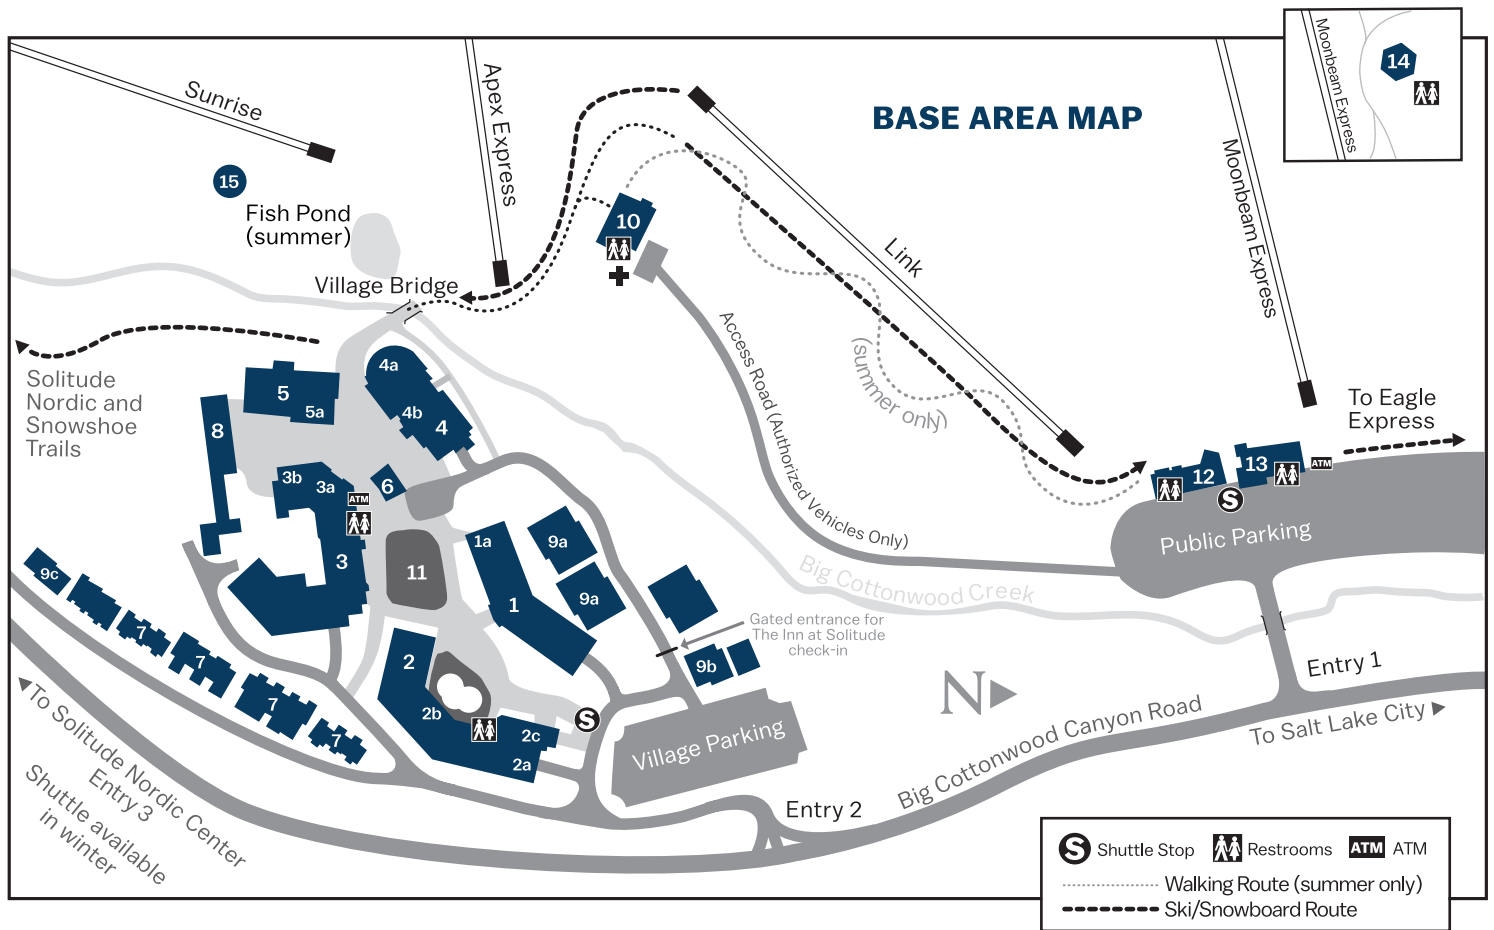 BASE AREA MAP
Moonbeam Express
14
Sunrise
Apex Express
15
Fish Pond
(summer)
Village Bridge
10
Link
Moonbeam Express
Access Road (Authorized Vehicles Only)
(summer only)
To Eagle
Express
Solitude
Nordic and
Snowshoe
Trails
5
5a
4a
4b
4
8
3b
3a
6
ATM
3
11
1a
1
9a
9a
12
13
ATM
S
Public Parking
Big Cottonwood Creek
9c
7
7
7
7
2
2b
2c
2a
S
Gated entrance for
The Inn at Solitude
check-in
9b
Village Parking
N
Entry 1
Big Cottonwood Canyon Road
To Salt Lake City
Entry 2
To Solitude Nordic Center
Entry 3
Shuttle available
in winter
S Shuttle Stop
Restrooms
ATM ATM
Walking Route (summer only)
Ski/Snowboard Route